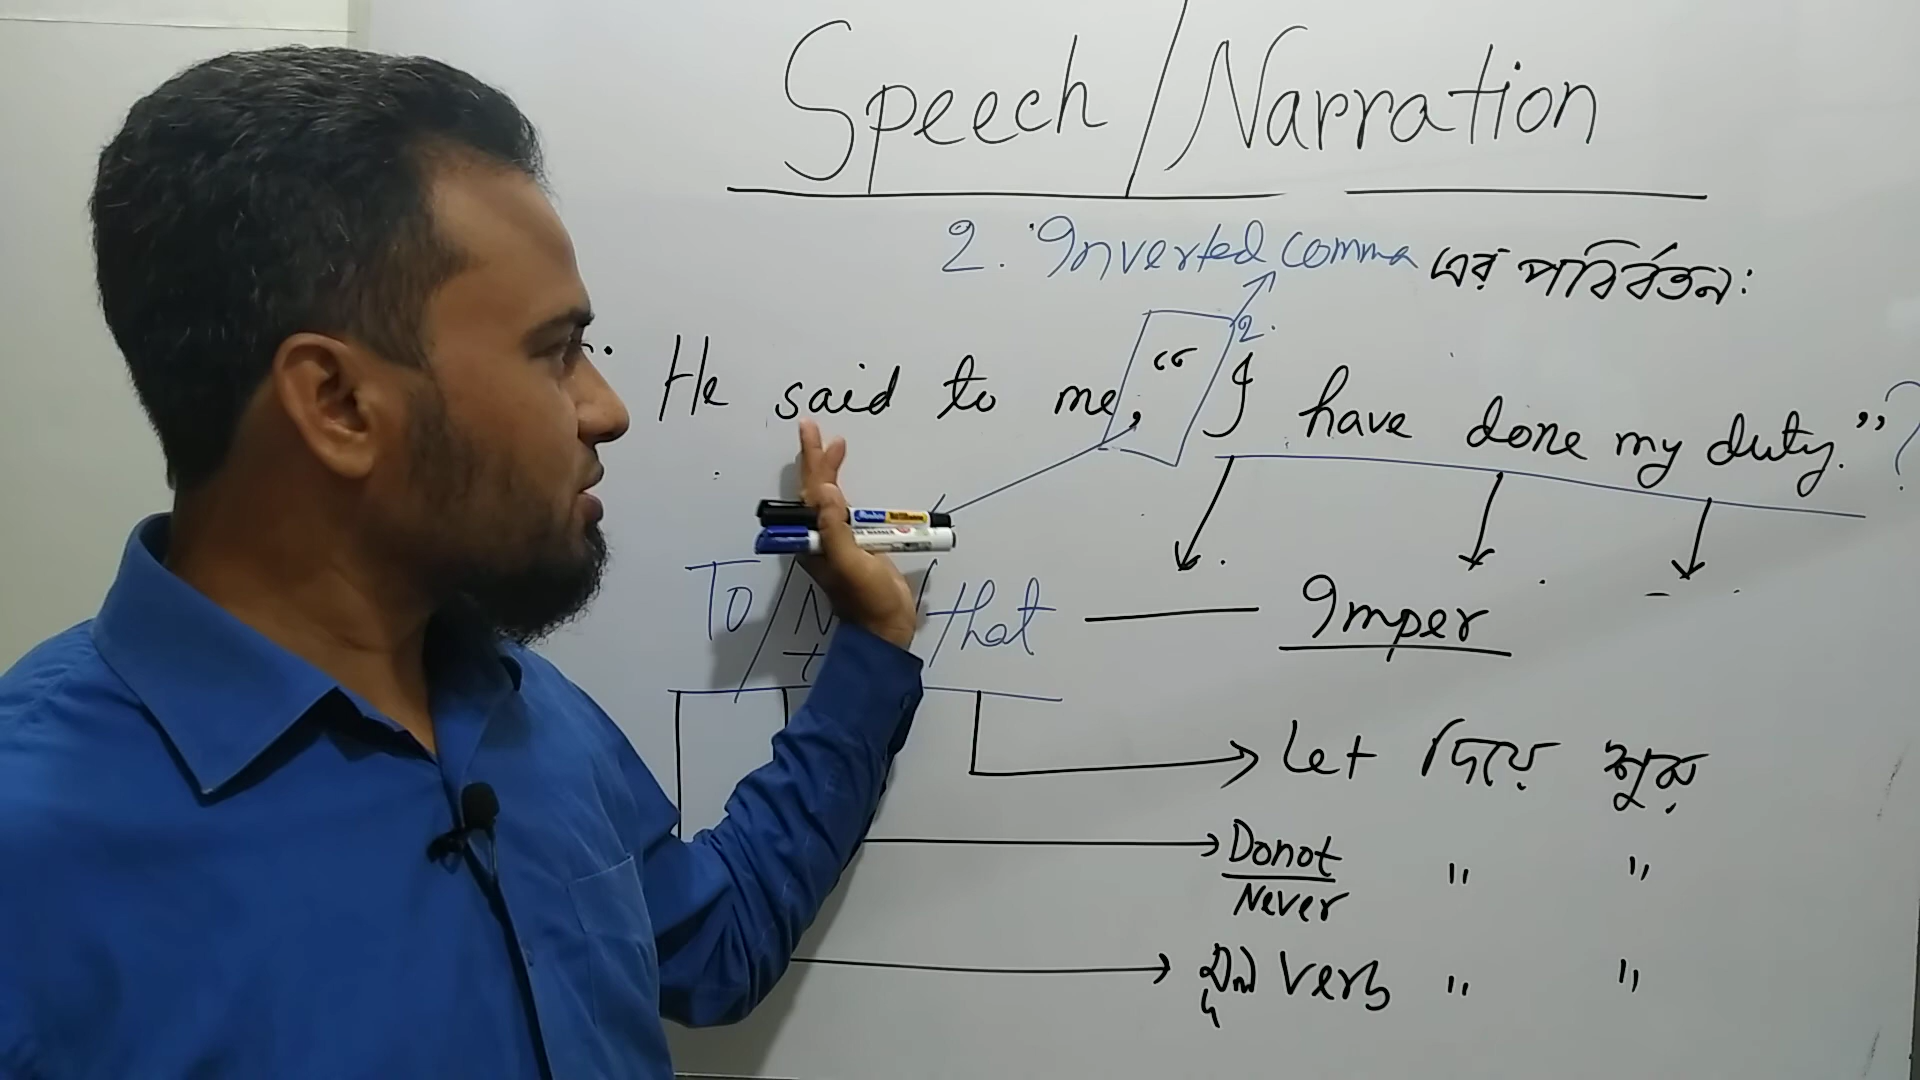 Speech / Narration
2. Inverted comma এর পরিবর্তন:
2.
He said to me, “ I have done my duty.” ?
To / N / that — Imper
+
Let দিয়ে শুরু
Donot " "
Never
মূল Verb " "